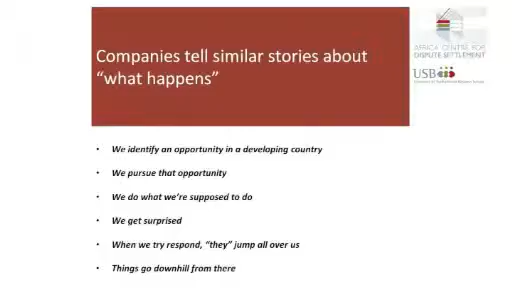 Companies tell similar stories about
“what happens”
AFRICA CENTRE FOR
DISPUTE SETTLEMENT
USB
• We identify an opportunity in a developing country
• We pursue that opportunity
• We do what we’re supposed to do
• We get surprised
• When we try respond, “they” jump all over us
• Things go downhill from there